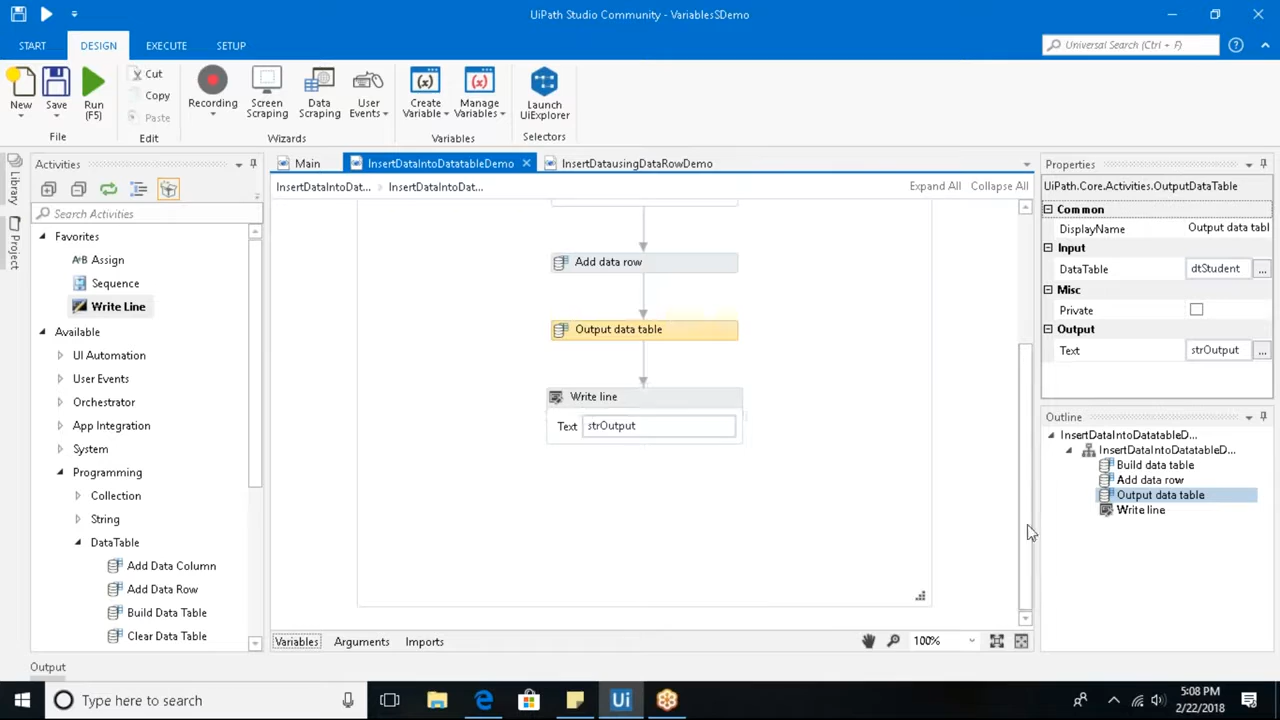 UiPath Studio Community - VariablesSDemo
START DESIGN EXECUTE SETUP
Universal Search (Ctrl + F)
New
Save
Run
(F5)
Cut
Copy
Paste
Recording
Screen
Scraping
Data
Scraping
User
Events
Create
Variable
Manage
Variables
Launch
UiExplorer
File Edit Wizards Variables Selectors
Library
Project
Activities
Search Activities
Favorites
Assign
Sequence
Write Line
Available
UI Automation
User Events
Orchestrator
App Integration
System
Programming
Collection
String
DataTable
Add Data Column
Add Data Row
Build Data Table
Clear Data Table
Main InsertDataIntoDatatableDemo InsertDatausingDataRowDemo
InsertDataIntoDat... InsertDataIntoDat... Expand All Collapse All
Add data row
Output data table
Write line
Text strOutput
Variables Arguments Imports 100%
Properties
UiPath.Core.Activities.OutputDataTable
Common
DisplayName Output data tabl
Input
DataTable dtStudent ...
Misc
Private
Output
Text strOutput ...
Outline
InsertDataIntoDatatableD...
InsertDataIntoDatatableD...
Build data table
Add data row
Output data table
Write line
Output
Type here to search
Ui
5:08 PM
2/22/2018